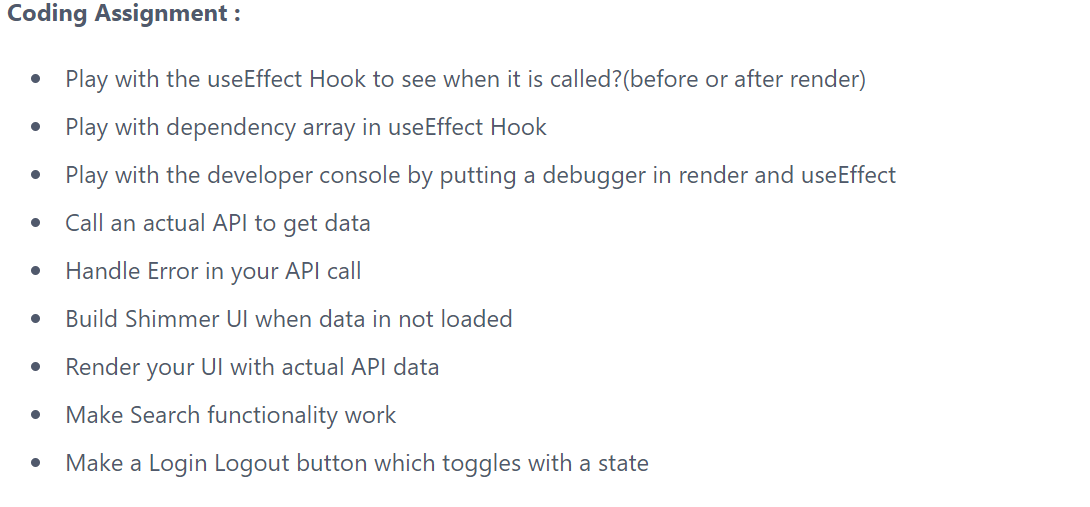 Coding Assignment :
• Play with the useEffect Hook to see when it is called?(before or after render)
• Play with dependency array in useEffect Hook
• Play with the developer console by putting a debugger in render and useEffect
• Call an actual API to get data
• Handle Error in your API call
• Build Shimmer UI when data in not loaded
• Render your UI with actual API data
• Make Search functionality work
• Make a Login Logout button which toggles with a state